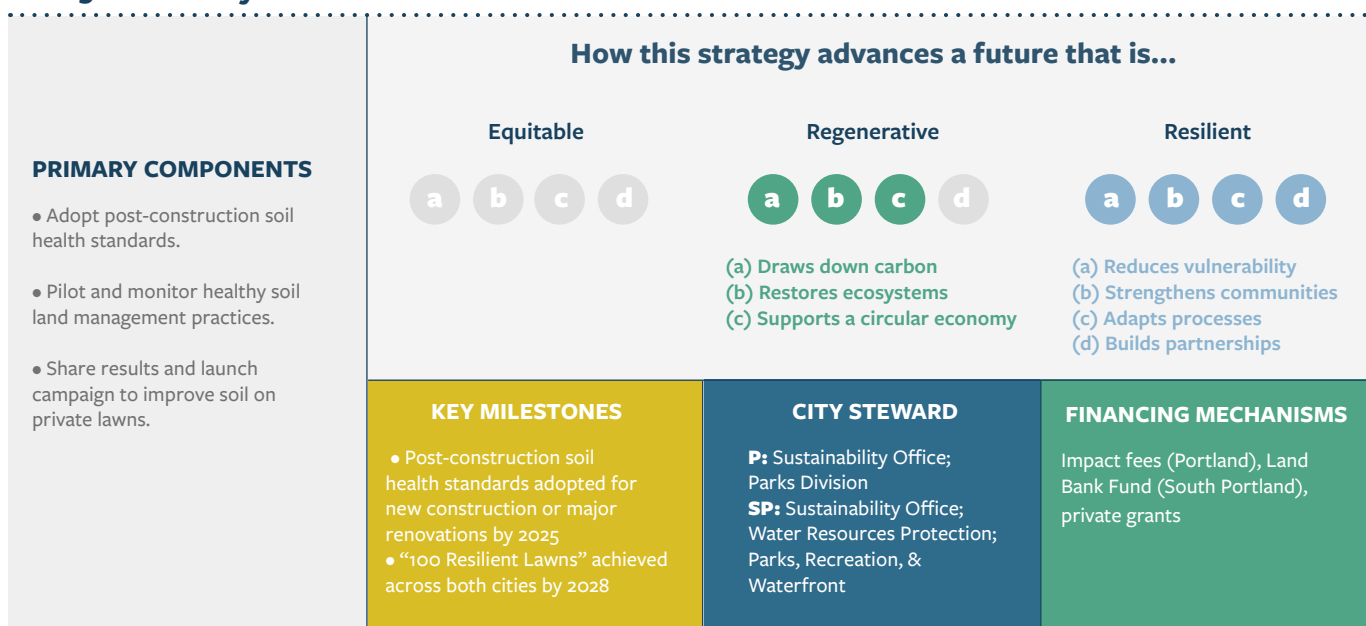 How this strategy advances a future that is...
Equitable
Regenerative
Resilient
a b c d
a b c d
a b c d
(a) Draws down carbon
(b) Restores ecosystems
(c) Supports a circular economy
(a) Reduces vulnerability
(b) Strengthens communities
(c) Adapts processes
(d) Builds partnerships
PRIMARY COMPONENTS
• Adopt post-construction soil
health standards.
• Pilot and monitor healthy soil
land management practices.
• Share results and launch
campaign to improve soil on
private lawns.
KEY MILESTONES
• Post-construction soil
health standards adopted for
new construction or major
renovations by 2025
• “100 Resilient Lawns” achieved
across both cities by 2028
CITY STEWARD
P: Sustainability Office;
Parks Division
SP: Sustainability Office;
Water Resources Protection;
Parks, Recreation, &
Waterfront
FINANCING MECHANISMS
Impact fees (Portland), Land
Bank Fund (South Portland),
private grants